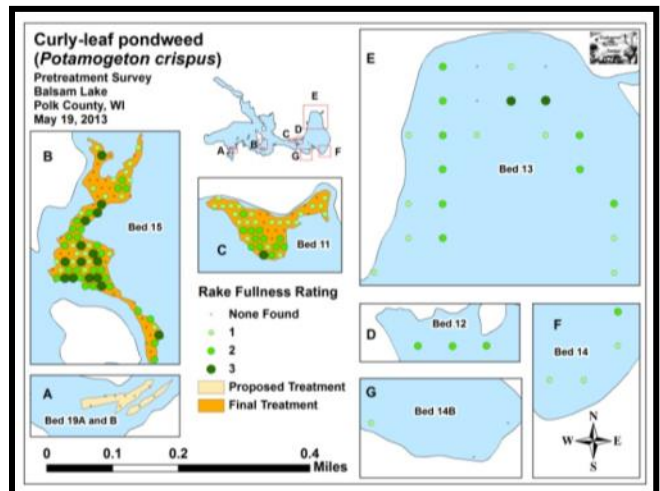 Curly-leaf pondweed
(Potamogeton crispus)
Pretreatment Survey
Balsam Lake
Polk County, WI
May 19, 2013
E
D
C
A
B
G
F
B
Bed 15
C
Bed 11
E
Bed 13
Rake Fullness Rating
None Found
1
2
3
Proposed Treatment
Final Treatment
D
Bed 12
F
Bed 14
A
Bed 19A and B
G
Bed 14B
N
W
E
S
0
0.1
0.2
0.4
Miles